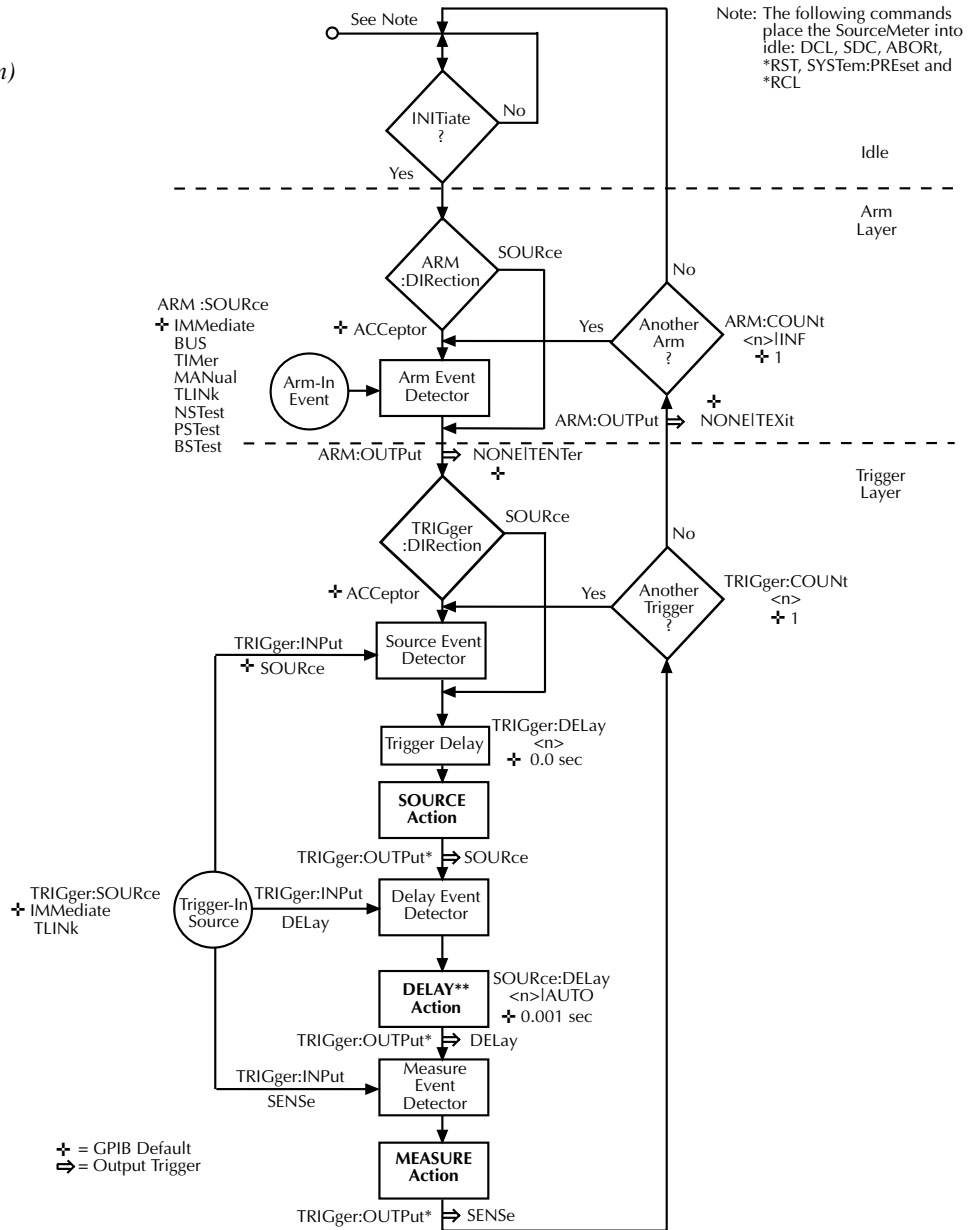 n)
See Note
Note: The following commands
place the SourceMeter into
idle: DCL, SDC, ABORt,
*RST, SYSTem:PREset and
*RCL
INITiate
?
No
Yes
Idle
Arm
Layer
ARM
:DIRection
SOURce
No
ARM :SOURce
✛ IMMediate
BUS
TIMer
MANual
TLINk
NSTest
PSTest
BSTest
✛ ACCeptor
Yes
Another
Arm
?
ARM:COUNt
<n>|INF
✛ 1
Arm-In
Event
Arm Event
Detector
✛
ARM:OUTPut ⇨ NONE|TEXit
ARM:OUTPut ⇨ NONE|TENTer
✛
Trigger
Layer
TRIGger
:DIRection
SOURce
No
✛ ACCeptor
Yes
Another
Trigger
?
TRIGger:COUNt
<n>
✛ 1
TRIGger:INPut
✛ SOURce
Source Event
Detector
Trigger Delay
TRIGger:DELay
<n>
✛ 0.0 sec
SOURCE
Action
TRIGger:OUTPut* ⇨ SOURce
TRIGger:SOURce
✛ IMMediate
TLINk
Trigger-In
Source
TRIGger:INPut
DELay
Delay Event
Detector
DELAY**
Action
SOURce:DELay
<n>|AUTO
✛ 0.001 sec
TRIGger:OUTPut* ⇨ DELay
TRIGger:INPut
SENSe
Measure
Event
Detector
✛ = GPIB Default
⇨ = Output Trigger
MEASURE
Action
TRIGger:OUTPut* ⇨ SENSe